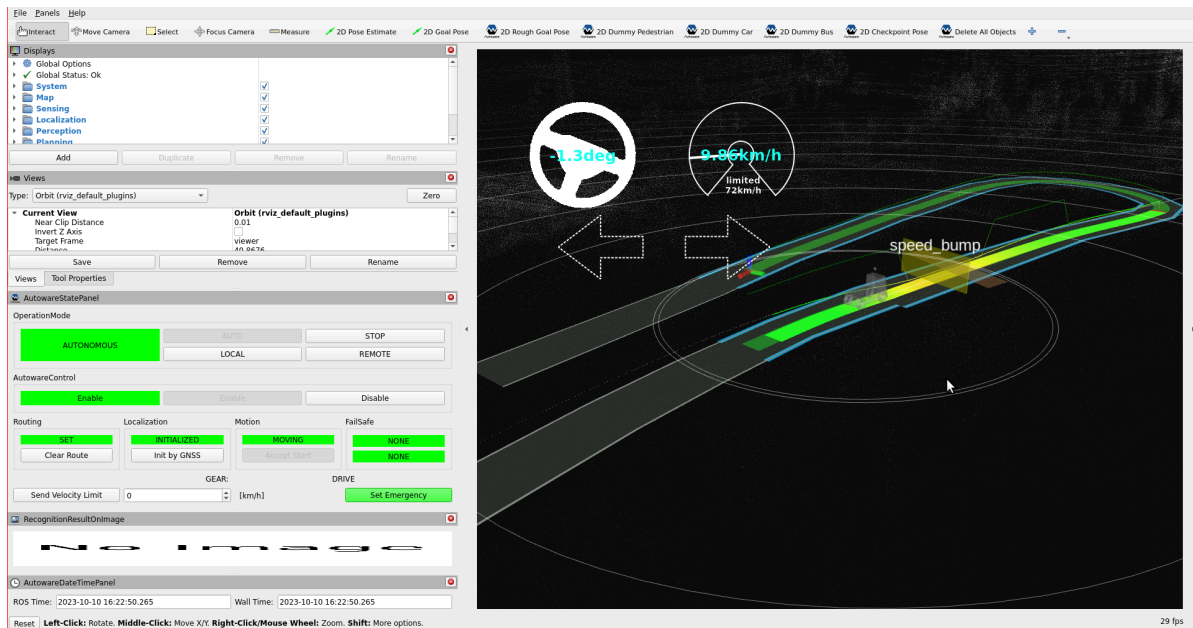 File Panels Help
Interact Move Camera Select Focus Camera Measure 2D Pose Estimate 2D Goal Pose 2D Rough Goal Pose 2D Dummy Pedestrian 2D Dummy Car 2D Dummy Bus 2D Checkpoint Pose Delete All Objects
Displays
Global Options
Global Status: Ok
System
Map
Sensing
Localization
Perception
Planning
Add Duplicate Remove Rename
Views
Type: Orbit (rviz_default_plugins) Zero
Current View Orbit (rviz_default_plugins)
Near Clip Distance 0.01
Invert Z Axis
Target Frame viewer
Distance 40.8676
Save Remove Rename
Views Tool Properties
AutowareStatePanel
OperationMode
AUTONOMOUS
AUTO STOP
LOCAL REMOTE
AutowareControl
Enable Enable Disable
Routing Localization Motion FailSafe
SET INITIALIZED MOVING NONE
Clear Route Init by GNSS Accept Start NONE
GEAR: DRIVE
Send Velocity Limit 0 [km/h] Set Emergency
RecognitionResultOnImage
No Image
AutowareDateTimePanel
ROS Time: 2023-10-10 16:22:50.265 Wall Time: 2023-10-10 16:22:50.265
Reset Left-Click: Rotate. Middle-Click: Move X/Y. Right-Click/Mouse Wheel: Zoom. Shift: More options.
-1.3deg
9.86km/h
limited
72km/h
speed_bump
29 fps